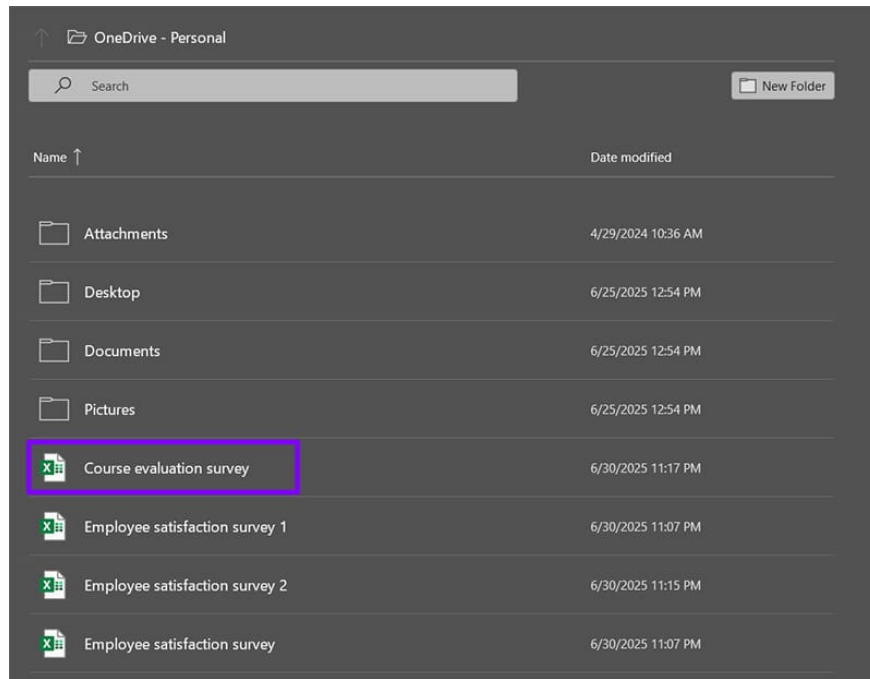 OneDrive - Personal
Search
New Folder
Name ↑
Date modified
Attachments
4/29/2024 10:36 AM
Desktop
6/25/2025 12:54 PM
Documents
6/25/2025 12:54 PM
Pictures
6/25/2025 12:54 PM
Course evaluation survey
6/30/2025 11:17 PM
Employee satisfaction survey 1
6/30/2025 11:07 PM
Employee satisfaction survey 2
6/30/2025 11:15 PM
Employee satisfaction survey
6/30/2025 11:07 PM